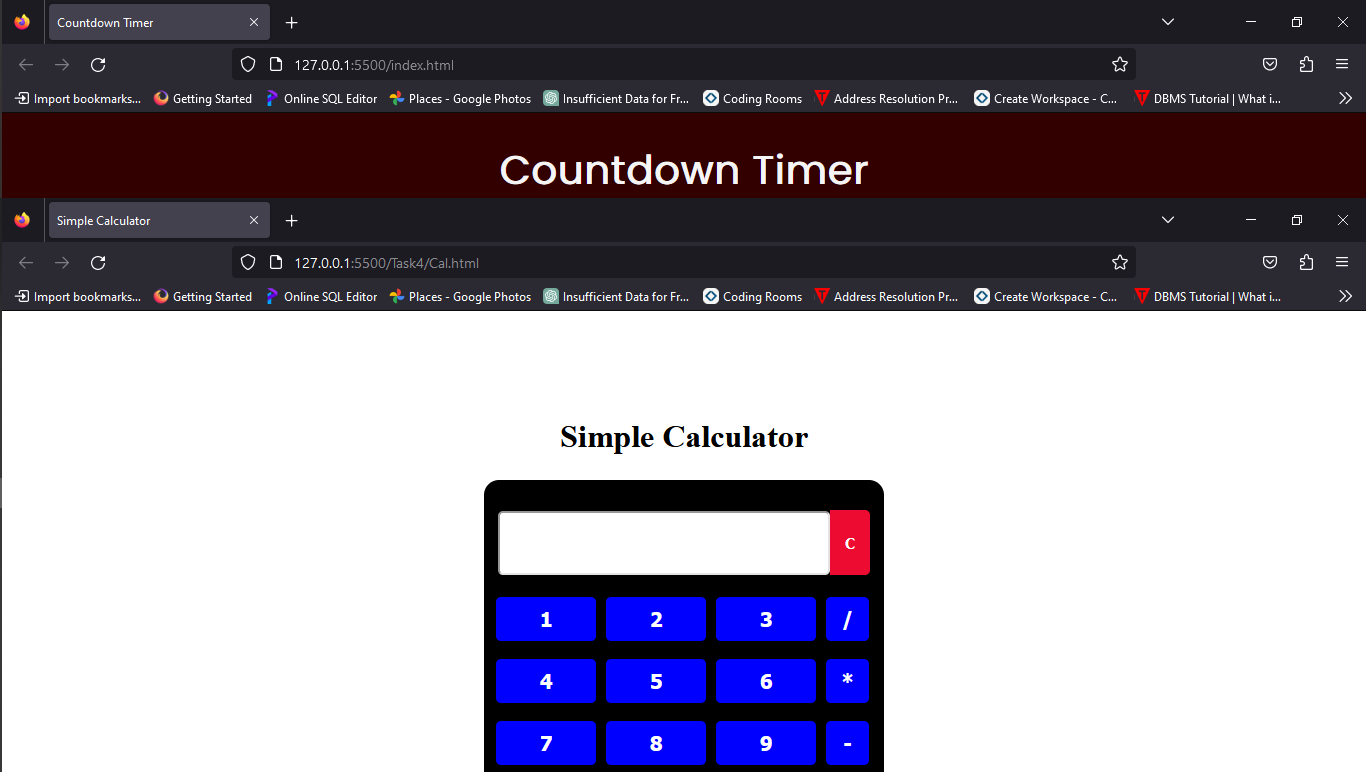 Countdown Timer
127.0.0.1:5500/index.html
Import bookmarks... Getting Started Online SQL Editor Places - Google Photos Insufficient Data for Fr... Coding Rooms Address Resolution Pr... Create Workspace - C... DBMS Tutorial | What i...
Countdown Timer
Simple Calculator
127.0.0.1:5500/Task4/Cal.html
Import bookmarks... Getting Started Online SQL Editor Places - Google Photos Insufficient Data for Fr... Coding Rooms Address Resolution Pr... Create Workspace - C... DBMS Tutorial | What i...
Simple Calculator
C
1 2 3 /
4 5 6 *
7 8 9 -